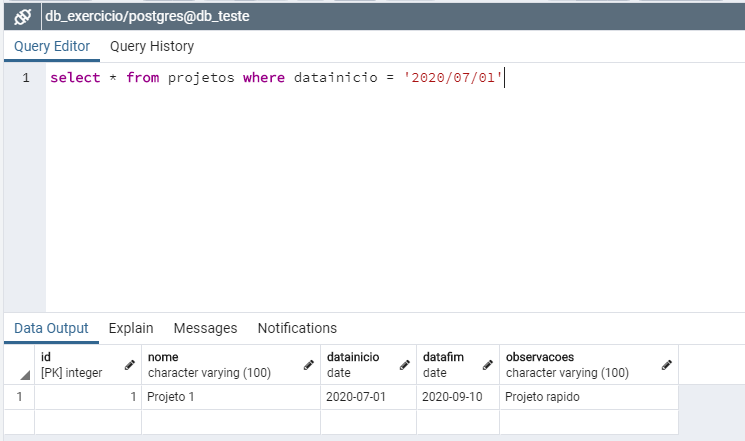 db_exercicio/postgres@db_teste
Query Editor Query History
1 select * from projetos where datainicio = '2020/07/01'
Data Output Explain Messages Notifications
id nome datainicio datafim observacoes
[PK] integer character varying (100) date date character varying (100)
1 1 Projeto 1 2020-07-01 2020-09-10 Projeto rapido